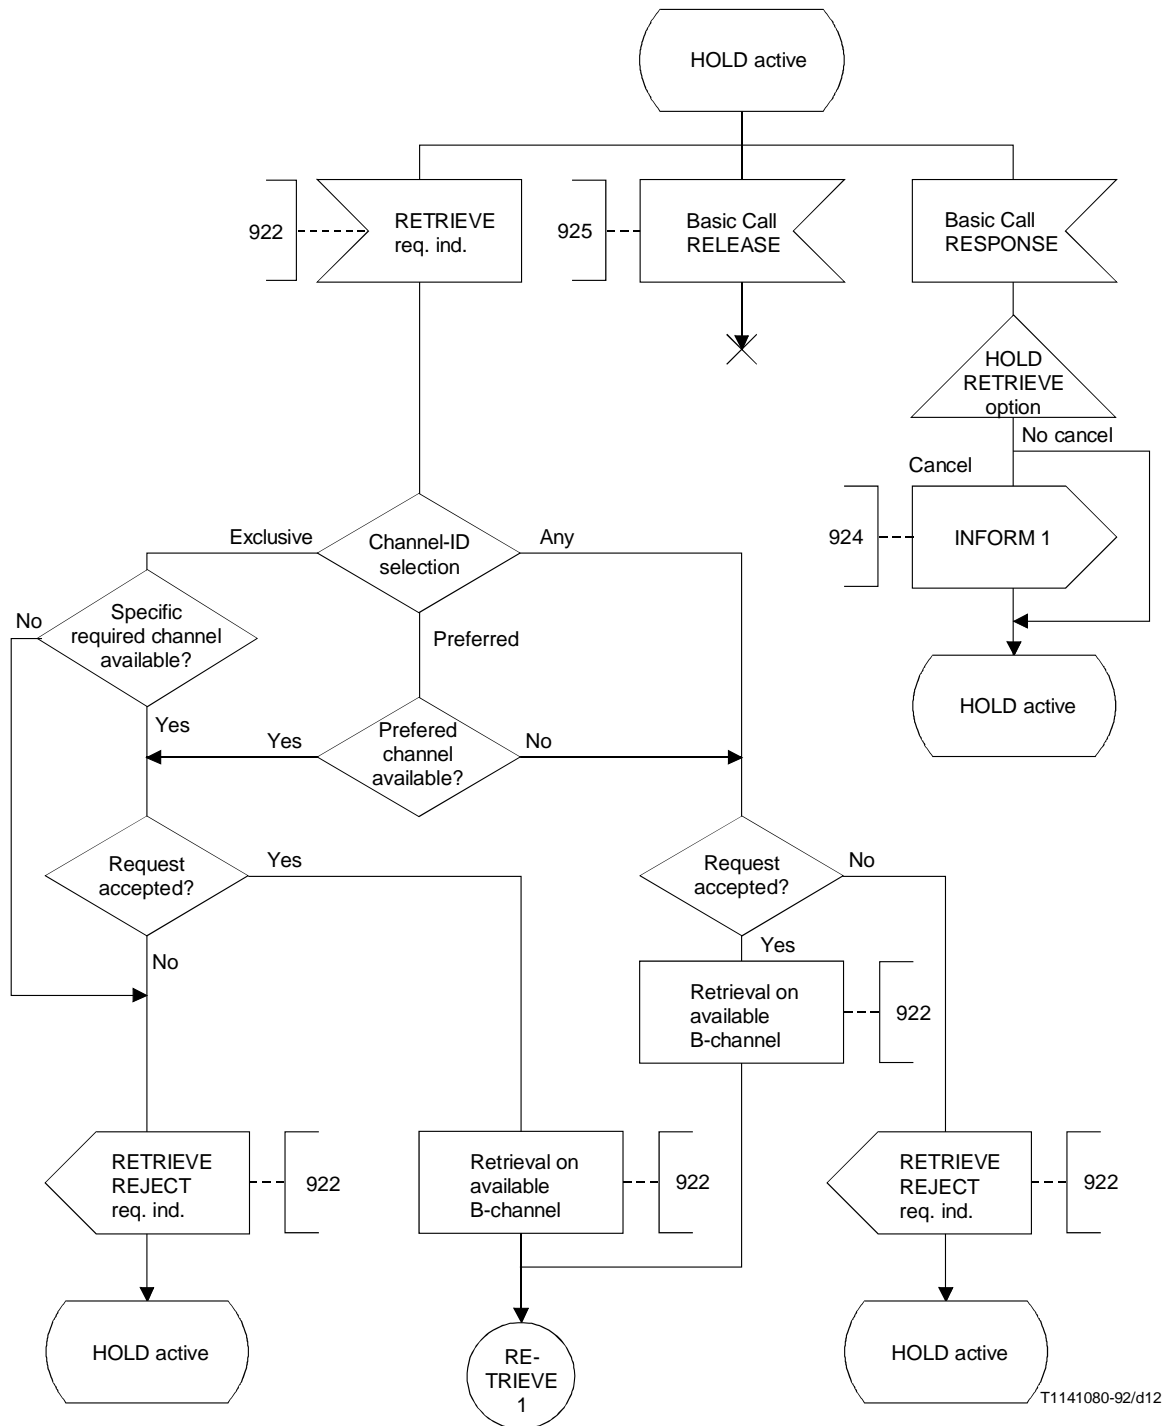 HOLD active
922
RETRIEVE
req. ind.
925
Basic Call
RELEASE
Basic Call
RESPONSE
HOLD
RETRIEVE
option
No cancel
Cancel
924
INFORM 1
HOLD active
Exclusive
Channel-ID
selection
Any
No
Specific
required channel
available?
Preferred
Yes
Yes
Prefered
channel
available?
No
Request
accepted?
Yes
No
Request
accepted?
No
Yes
Retrieval on
available
B-channel
922
RETRIEVE
REJECT
req. ind.
922
Retrieval on
available
B-channel
922
RETRIEVE
REJECT
req. ind.
922
HOLD active
RE-
TRIEVE
1
HOLD active
T1141080-92/d12